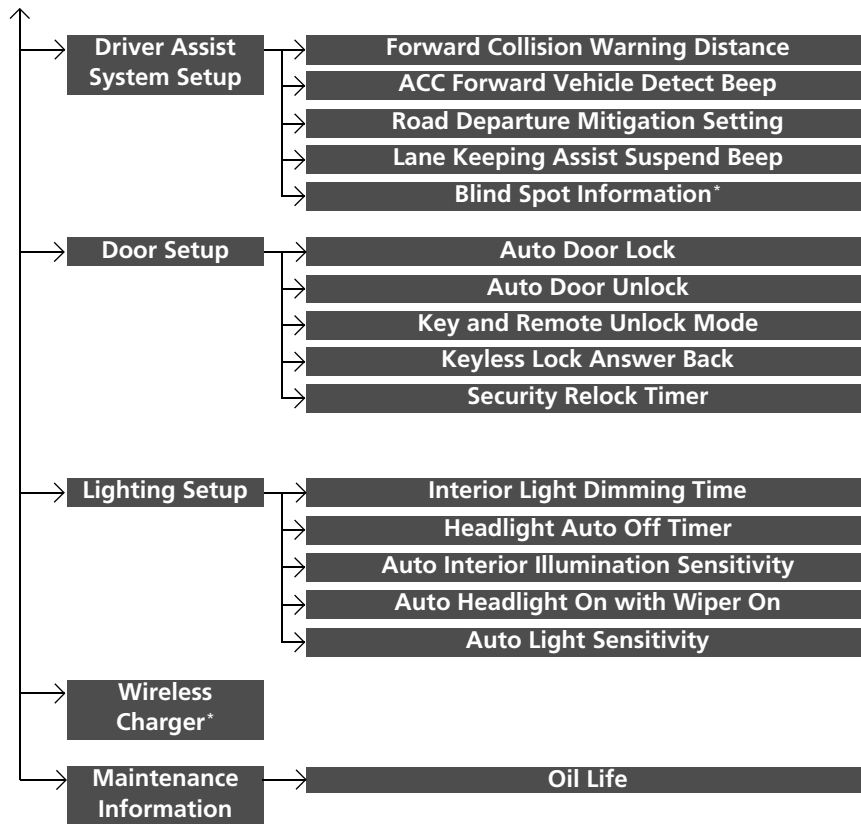 Driver Assist
System Setup
Forward Collision Warning Distance
ACC Forward Vehicle Detect Beep
Road Departure Mitigation Setting
Lane Keeping Assist Suspend Beep
Blind Spot Information*
Door Setup
Auto Door Lock
Auto Door Unlock
Key and Remote Unlock Mode
Keyless Lock Answer Back
Security Relock Timer
Lighting Setup
Interior Light Dimming Time
Headlight Auto Off Timer
Auto Interior Illumination Sensitivity
Auto Headlight On with Wiper On
Auto Light Sensitivity
Wireless
Charger*
Maintenance
Information
Oil Life